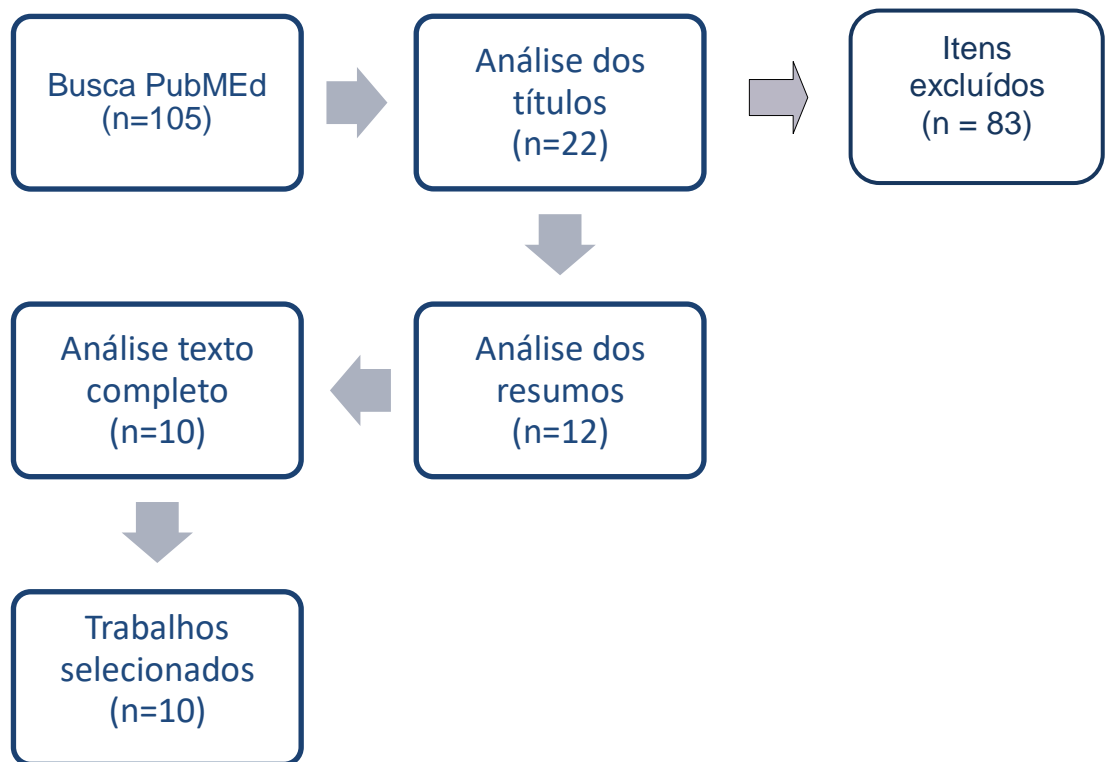 Busca PubMEd
(n=105)
Análise dos
títulos
(n=22)
Itens
excluídos
(n = 83)
Análise texto
completo
(n=10)
Análise dos
resumos
(n=12)
Trabalhos
selecionados
(n=10)